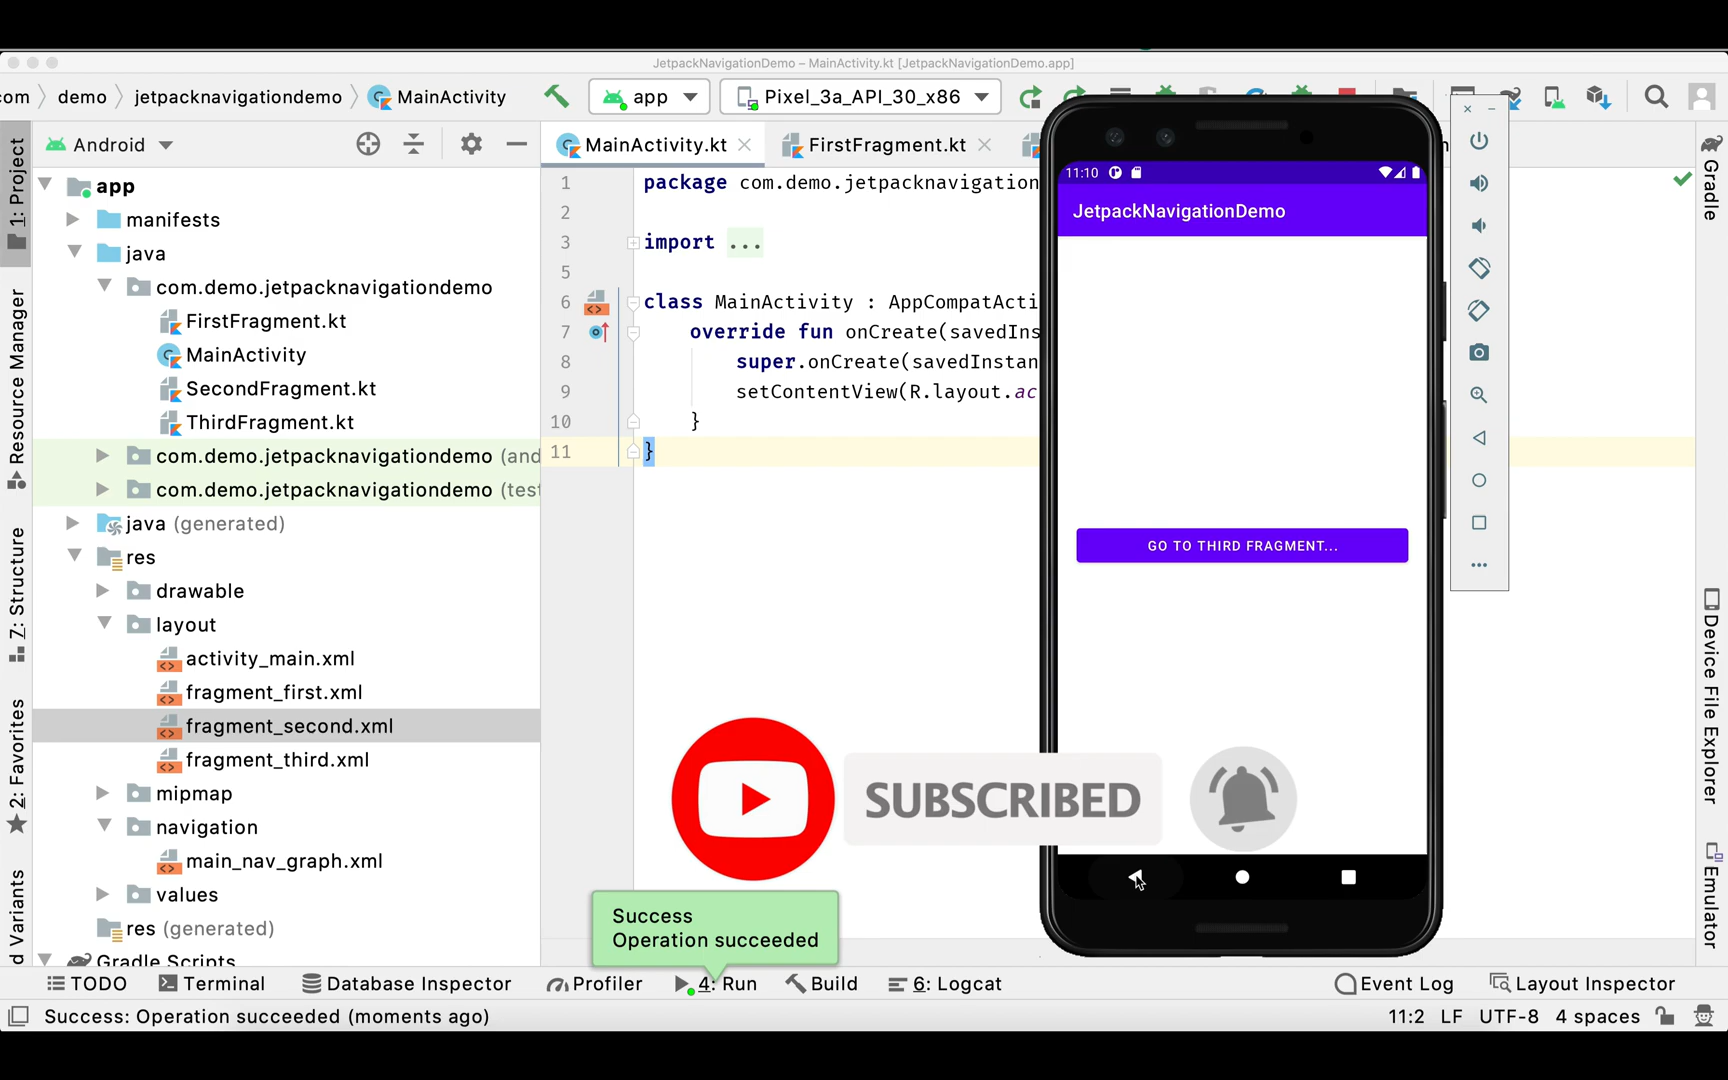 JetpackNavigationDemo – MainActivity.kt [JetpackNavigationDemo.app]
om
demo
jetpacknavigationdemo
MainActivity
app
Pixel_3a_API_30_x86
Android
MainActivity.kt
FirstFragment.kt
1: Project
Resource Manager
7: Structure
2: Favorites
d Variants
app
manifests
java
com.demo.jetpacknavigationdemo
FirstFragment.kt
MainActivity
SecondFragment.kt
ThirdFragment.kt
com.demo.jetpacknavigationdemo (and
com.demo.jetpacknavigationdemo (test
java (generated)
res
drawable
layout
activity_main.xml
fragment_first.xml
fragment_second.xml
fragment_third.xml
mipmap
navigation
main_nav_graph.xml
values
res (generated)
Gradle Scripts
1 package com.demo.jetpacknavigation
2
3 import ...
5
6 class MainActivity : AppCompatActi
7 override fun onCreate(savedIns
8 super.onCreate(savedInstan
9 setContentView(R.layout.ac
10 }
11 }
11:10
JetpackNavigationDemo
GO TO THIRD FRAGMENT...
SUBSCRIBED
Gradle
Device File Explorer
Emulator
Success
Operation succeeded
TODO
Terminal
Database Inspector
Profiler
4: Run
Build
6: Logcat
Event Log
Layout Inspector
Success: Operation succeeded (moments ago)
11:2 LF UTF-8 4 spaces